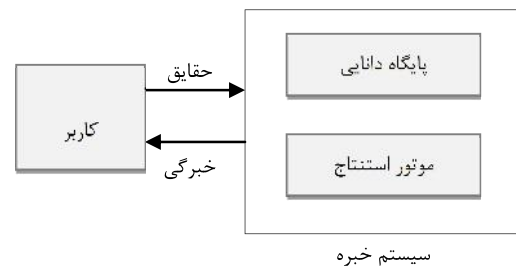 پایگاه دانایی
حقایق
کاربر
موتور استنتاج
خبرگی
سیستم خبره